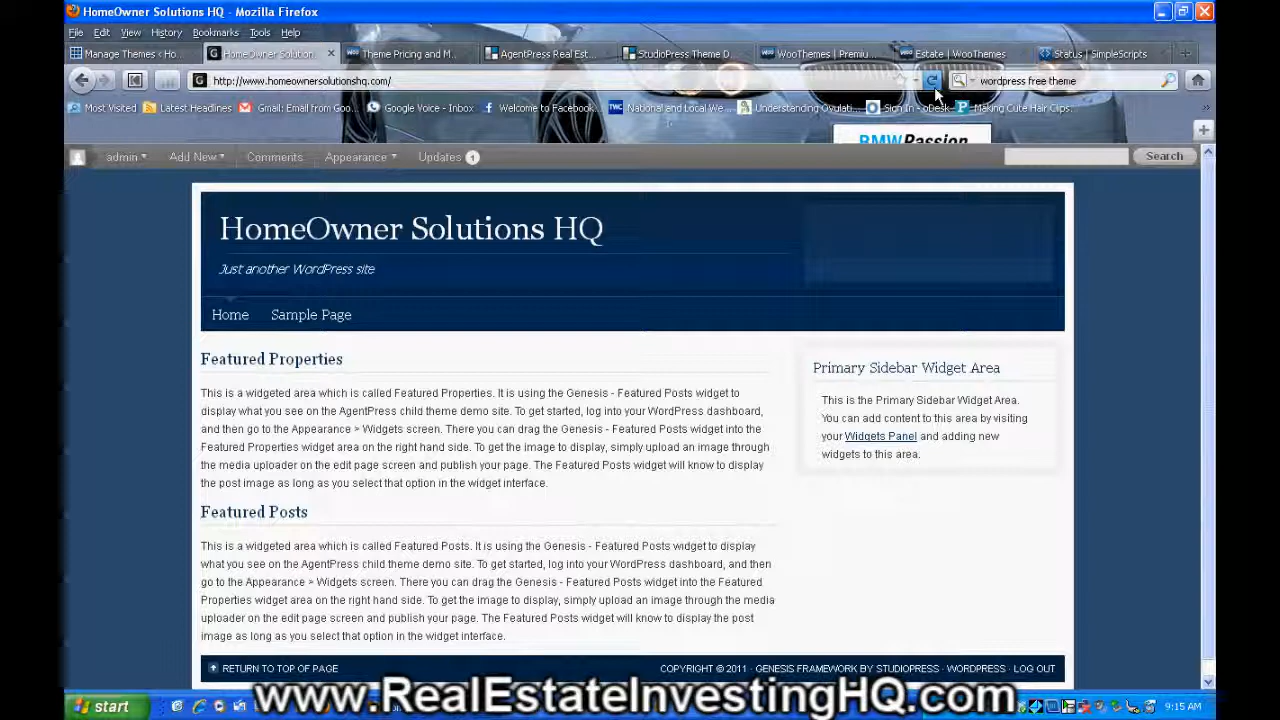 HomeOwner Solutions HQ - Mozilla Firefox
File Edit View History Bookmarks Tools Help
Manage Themes ‹ Ho... HomeOwner Solution... Theme Pricing and M... AgentPress Real Est... StudioPress Theme D... WooThemes | Premiu... Estate | WooThemes Status | SimpleScripts
http://www.homeownersolutionshq.com/ wordpress free theme
Most Visited Latest Headlines Gmail: Email from Goo... Google Voice - Inbox Welcome to Facebook... National and Local We... Understanding Ovulati... Sign In - oDesk Making Cute Hair Clips...
BMWPassion
admin Add New Comments Appearance Updates 1 Search
HomeOwner Solutions HQ
Just another WordPress site
Home Sample Page
Featured Properties
This is a widgeted area which is called Featured Properties. It is using the Genesis - Featured Posts widget to
display what you see on the AgentPress child theme demo site. To get started, log into your WordPress dashboard,
and then go to the Appearance > Widgets screen. There you can drag the Genesis - Featured Posts widget into the
Featured Properties widget area on the right hand side. To get the image to display, simply upload an image through
the media uploader on the edit page screen and publish your page. The Featured Posts widget will know to display
the post image as long as you select that option in the widget interface.
Featured Posts
This is a widgeted area which is called Featured Posts. It is using the Genesis - Featured Posts widget to display
what you see on the AgentPress child theme demo site. To get started, log into your WordPress dashboard, and then
go to the Appearance > Widgets screen. There you can drag the Genesis - Featured Posts widget into the Featured
Properties widget area on the right hand side. To get the image to display, simply upload an image through the media
uploader on the edit page screen and publish your page. The Featured Posts widget will know to display the post
image as long as you select that option in the widget interface.
Primary Sidebar Widget Area
This is the Primary Sidebar Widget Area.
You can add content to this area by visiting
your Widgets Panel and adding new
widgets to this area.
RETURN TO TOP OF PAGE COPYRIGHT © 2011 · GENESIS FRAMEWORK BY STUDIOPRESS · WORDPRESS · LOG OUT
www.RealEstateInvestingHQ.com
start 9:15 AM